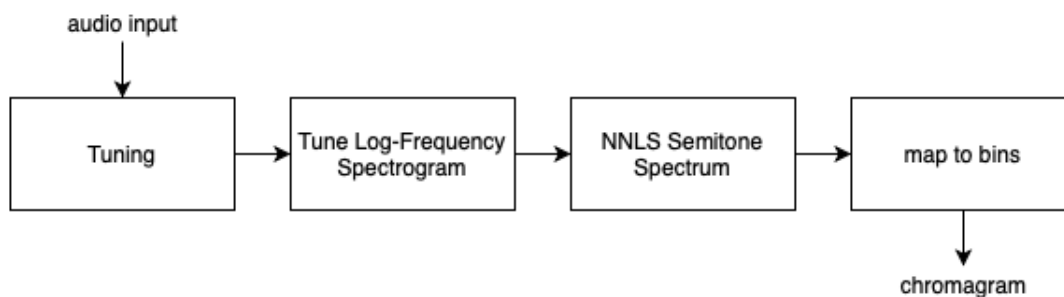 audio input
Tuning
Tune Log-Frequency
Spectrogram
NNLS Semitone
Spectrum
map to bins
chromagram